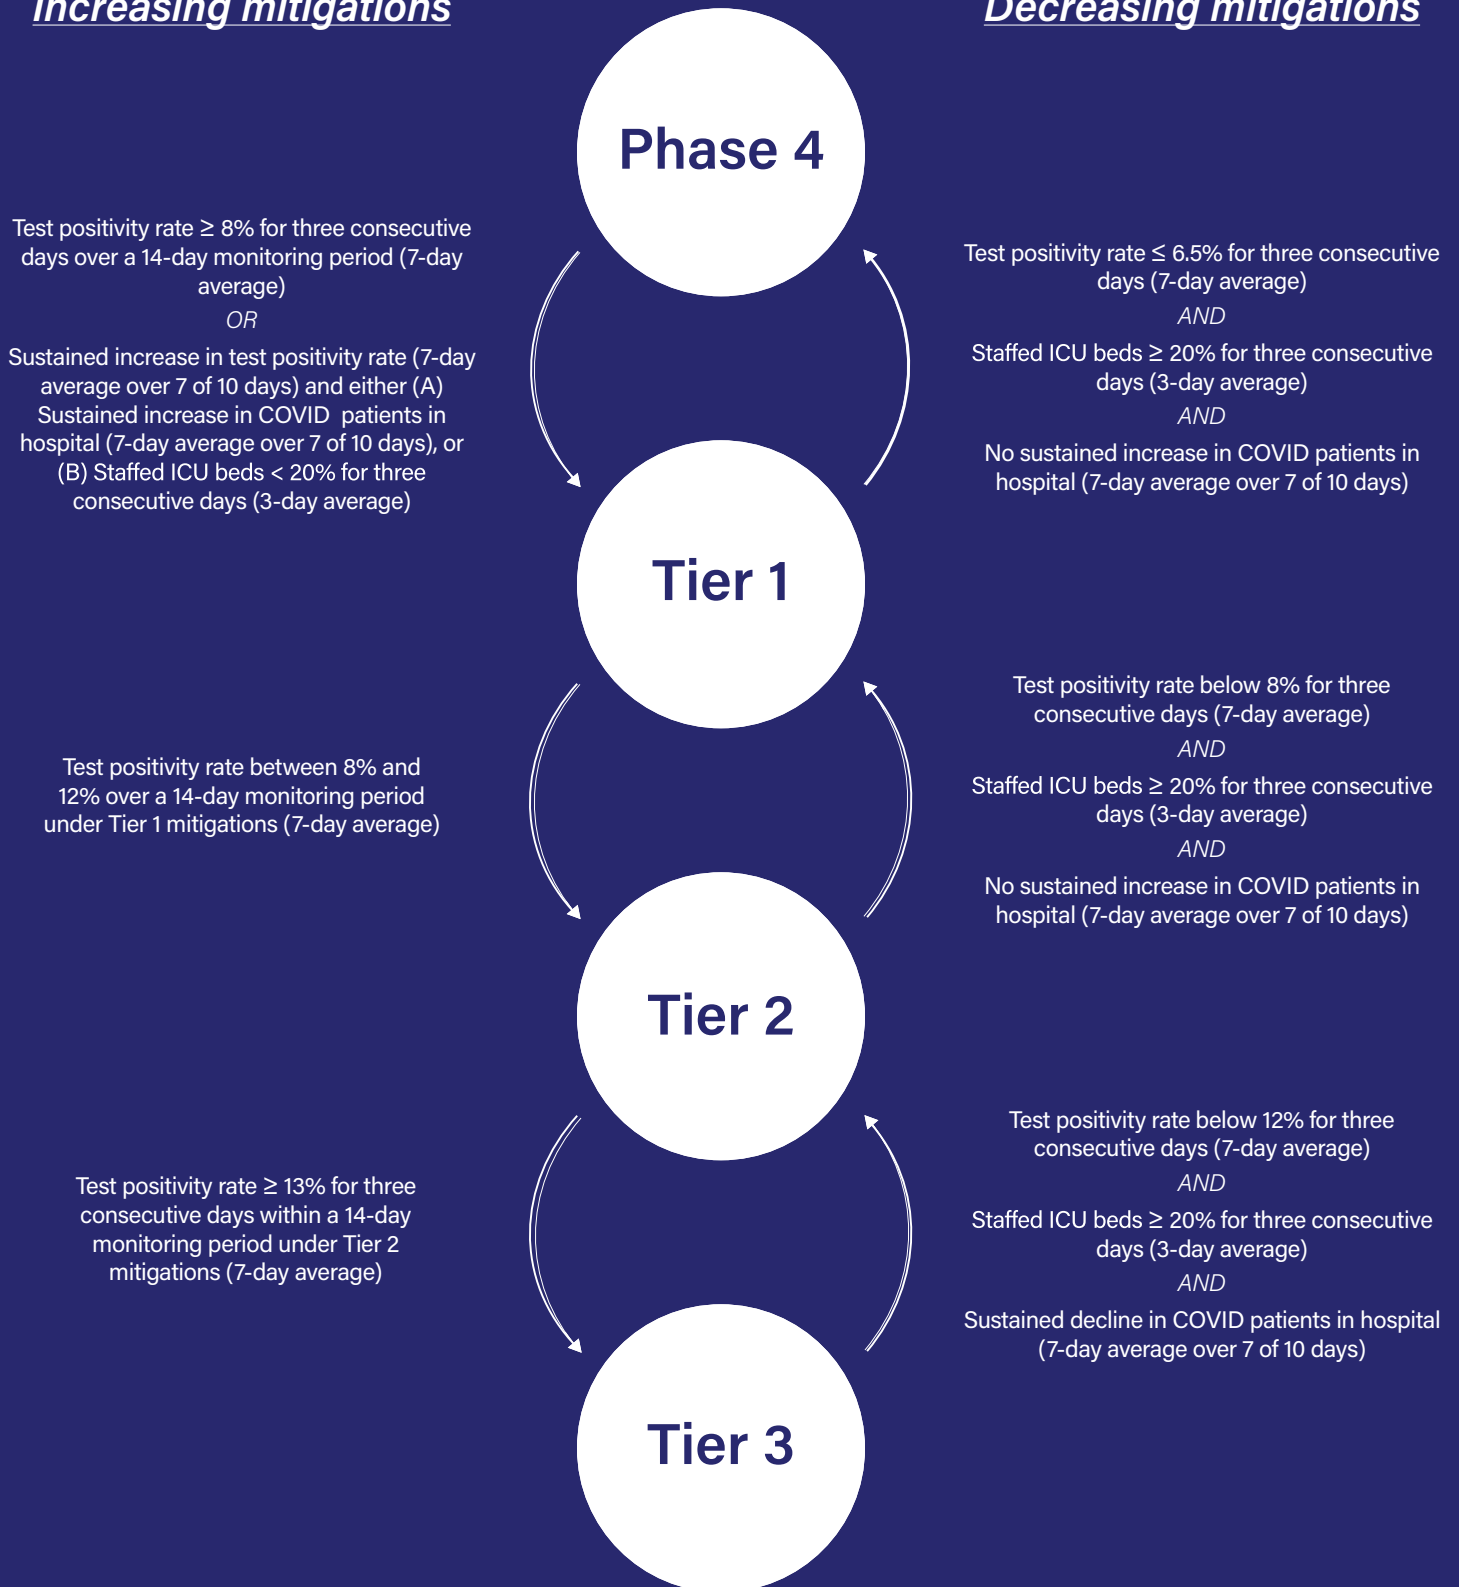 Increasing mitigations
Decreasing mitigations
Phase 4
Test positivity rate ≥ 8% for three consecutive
days over a 14-day monitoring period (7-day
average)
OR
Sustained increase in test positivity rate (7-day
average over 7 of 10 days) and either (A)
Sustained increase in COVID  patients in
hospital (7-day average over 7 of 10 days), or
(B) Staffed ICU beds < 20% for three
consecutive days (3-day average)
Test positivity rate ≤ 6.5% for three consecutive
days (7-day average)
AND
Staffed ICU beds ≥ 20% for three consecutive
days (3-day average)
AND
No sustained increase in COVID patients in
hospital (7-day average over 7 of 10 days)
Tier 1
Test positivity rate between 8% and
12% over a 14-day monitoring period
under Tier 1 mitigations (7-day average)
Test positivity rate below 8% for three
consecutive days (7-day average)
AND
Staffed ICU beds ≥ 20% for three consecutive
days (3-day average)
AND
No sustained increase in COVID patients in
hospital (7-day average over 7 of 10 days)
Tier 2
Test positivity rate ≥ 13% for three
consecutive days within a 14-day
monitoring period under Tier 2
mitigations (7-day average)
Test positivity rate below 12% for three
consecutive days (7-day average)
AND
Staffed ICU beds ≥ 20% for three consecutive
days (3-day average)
AND
Sustained decline in COVID patients in hospital
(7-day average over 7 of 10 days)
Tier 3